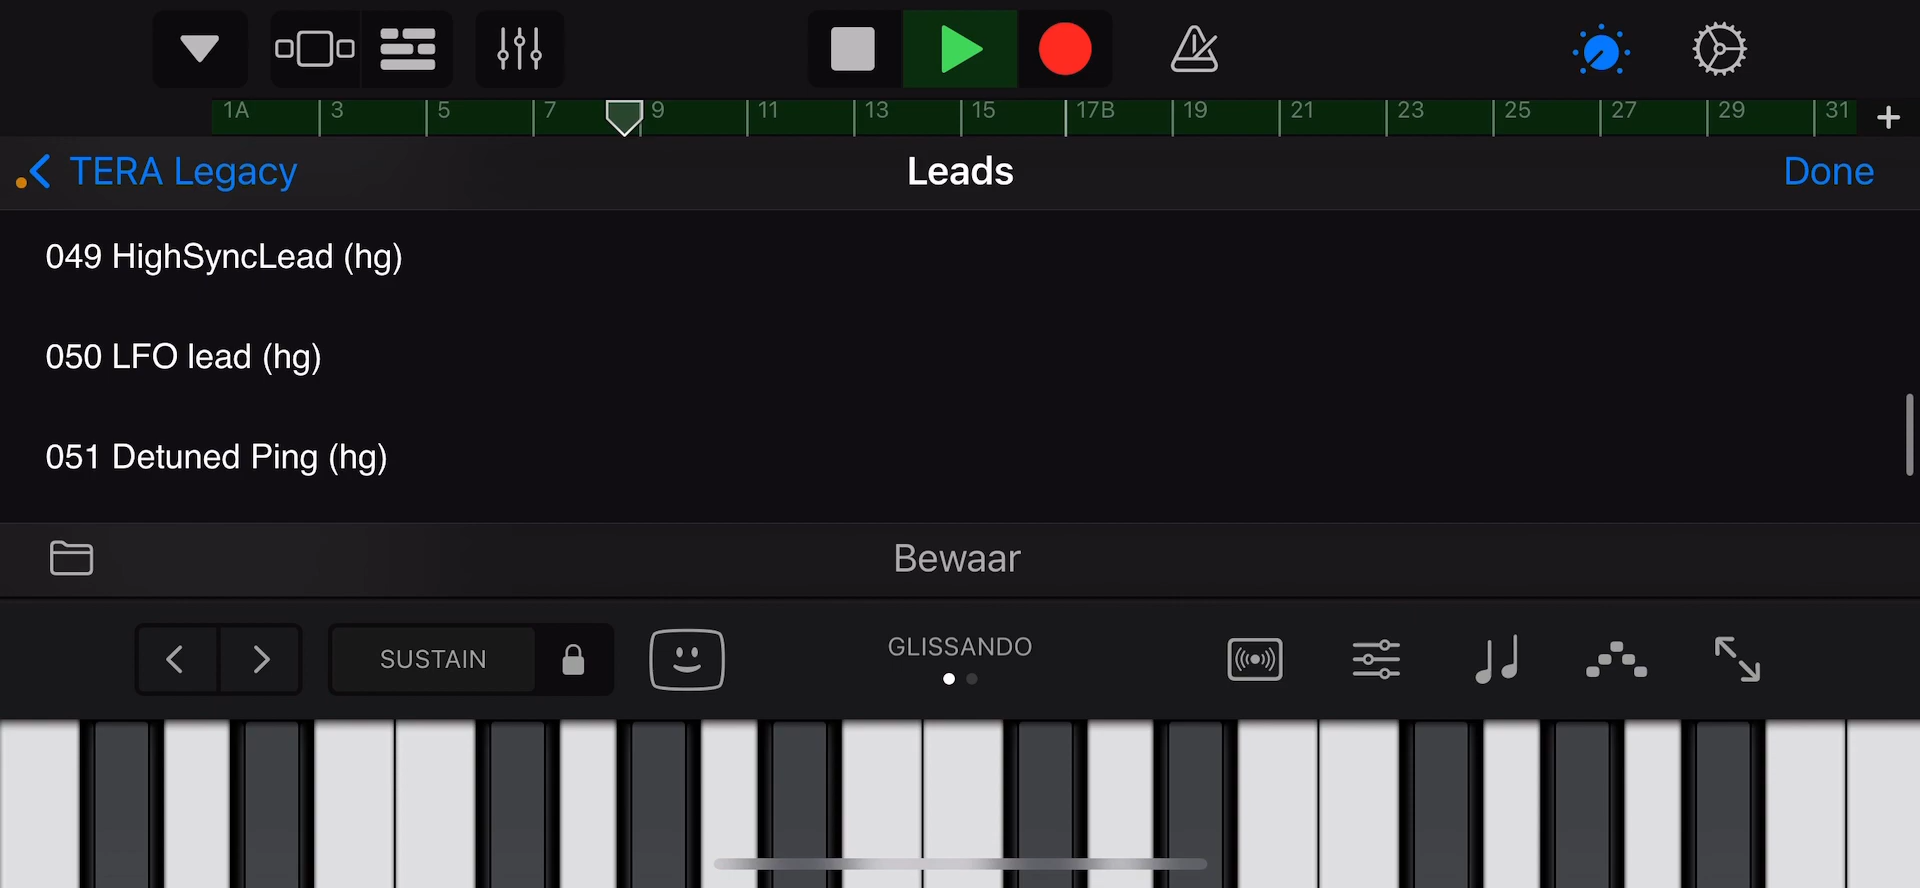 1A 3 5 7 9 11 13 15 17B 19 21 23 25 27 29 31 +
TERA Legacy
Leads
Done
049 HighSyncLead (hg)
050 LFO lead (hg)
051 Detuned Ping (hg)
Bewaar
SUSTAIN
GLISSANDO